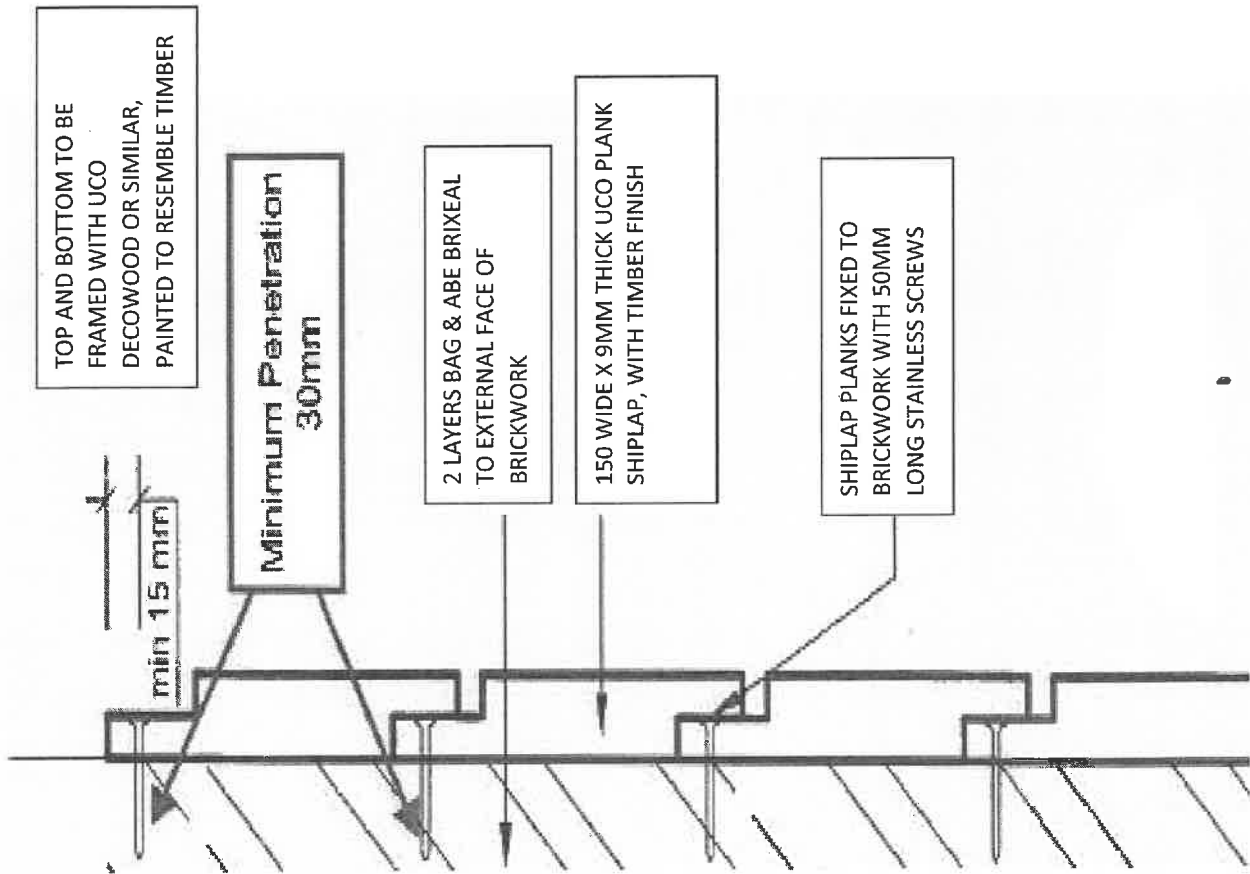 TOP AND BOTTOM TO BE
FRAMED WITH UCO
DECOWOOD OR SIMILAR,
PAINTED TO RESEMBLE TIMBER
min 15 mm
Minimum Penetration
30mm
2 LAYERS BAG & ABE BRIXEAL
TO EXTERNAL FACE OF
BRICKWORK
150 WIDE X 9MM THICK UCO PLANK
SHIPLAP, WITH TIMBER FINISH
SHIPLAP PLANKS FIXED TO
BRICKWORK WITH 50MM
LONG STAINLESS SCREWS